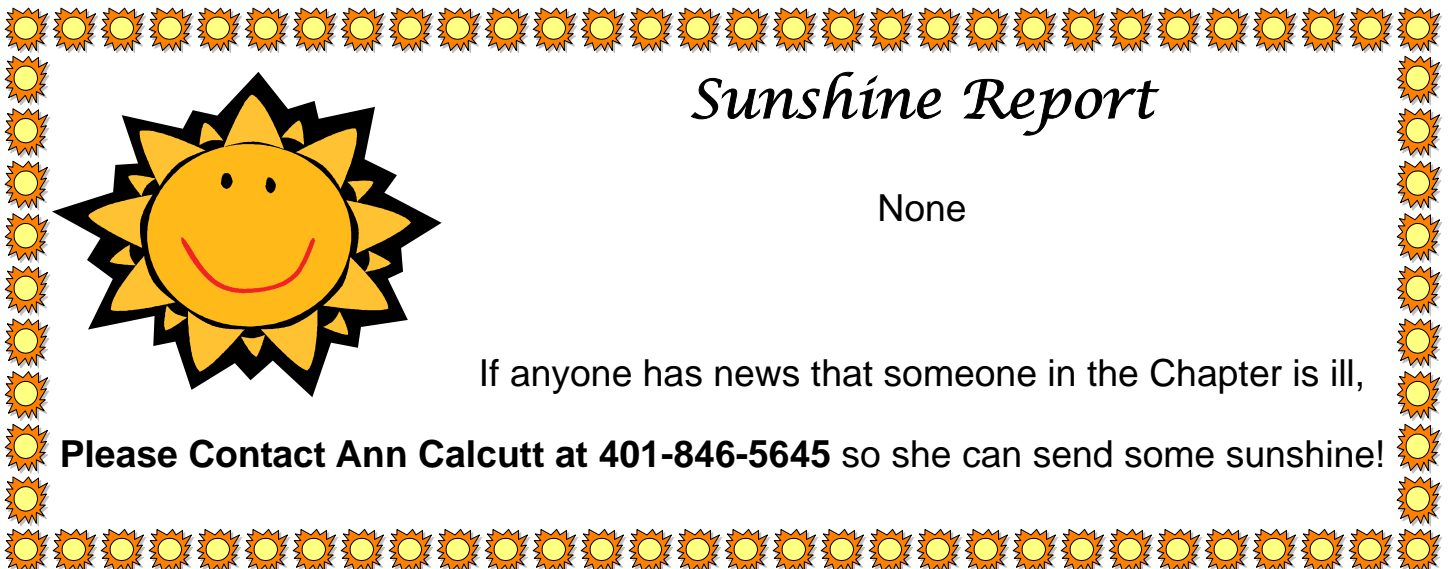 Sunshine Report
None
If anyone has news that someone in the Chapter is ill,
Please Contact Ann Calcutt at 401-846-5645 so she can send some sunshine!